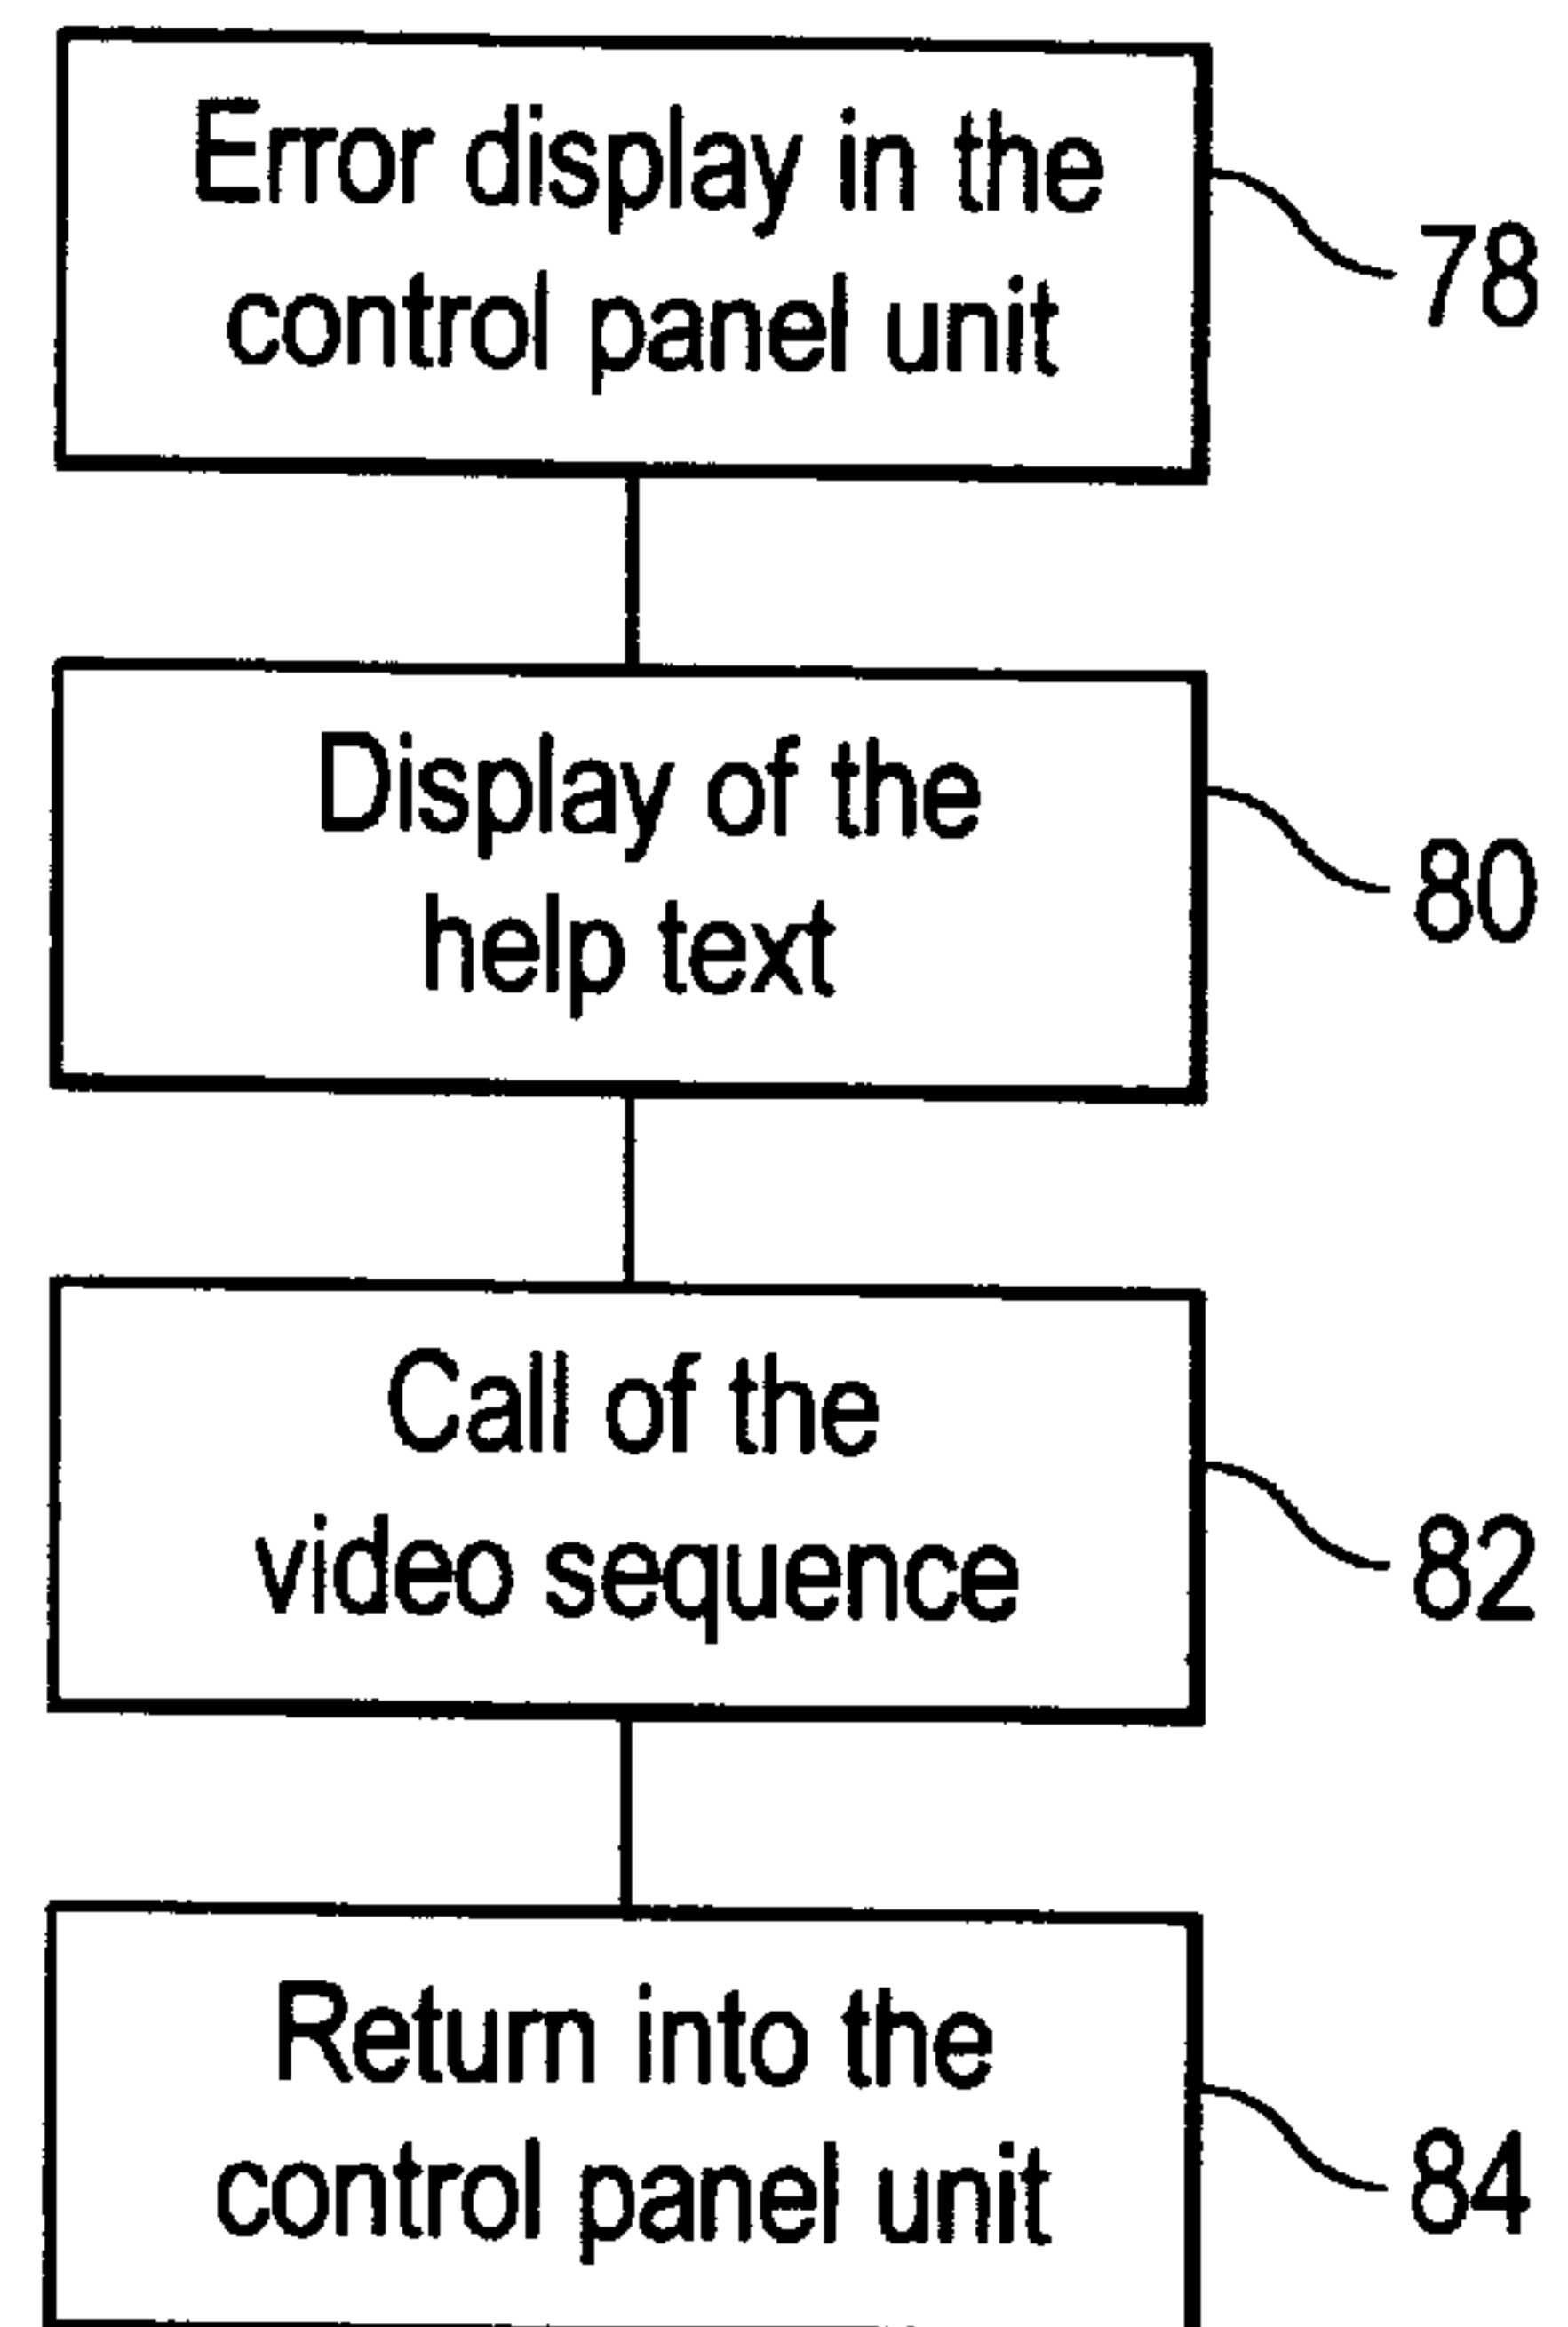 Error display in the
control panel unit
78
Display of the
help text
80
Call of the
video sequence
82
Return into the
control panel unit
84